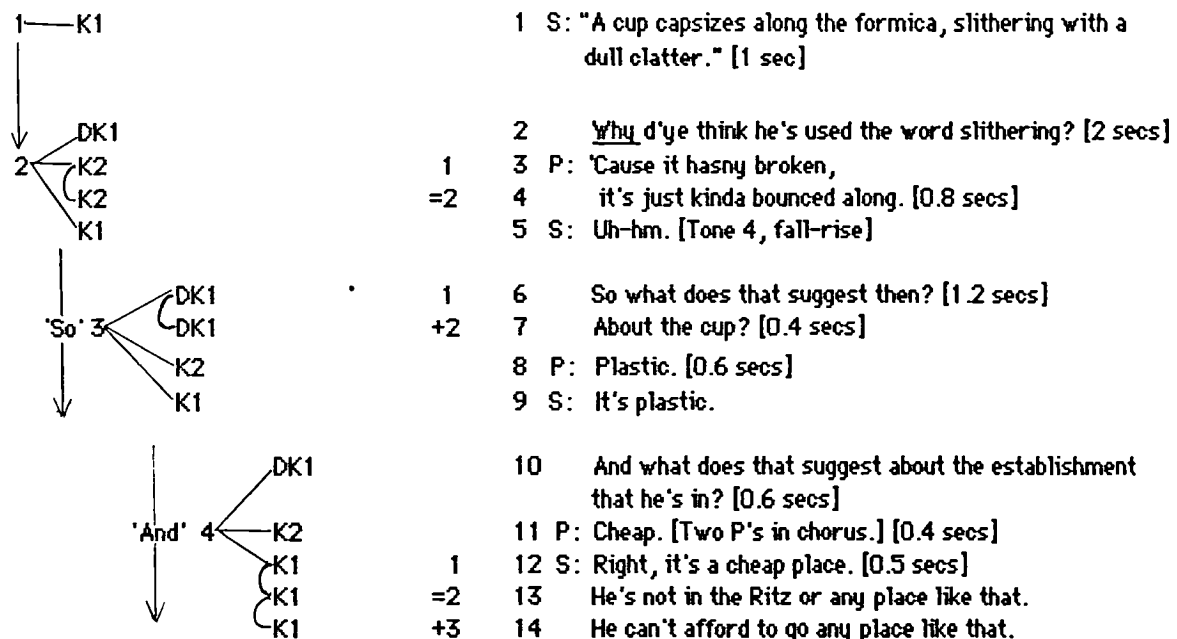 1 K1 1 S: "A cup capsizes along the formica, slithering with a
dull clatter." [1 sec]
DK1 2 Why d'ye think he's used the word slithering? [2 secs]
2 K2 1 3 P: 'Cause it hasny broken,
K2 =2 4 it's just kinda bounced along. [0.8 secs]
K1 5 S: Uh-hm. [Tone 4, fall-rise]
DK1 1 6 So what does that suggest then? [1.2 secs]
'So' 3 DK1 +2 7 About the cup? [0.4 secs]
K2 8 P: Plastic. [0.6 secs]
K1 9 S: It's plastic.
DK1 10 And what does that suggest about the establishment
that he's in? [0.6 secs]
'And' 4 K2 11 P: Cheap. [Two P's in chorus.] [0.4 secs]
K1 1 12 S: Right, it's a cheap place. [0.5 secs]
K1 =2 13 He's not in the Ritz or any place like that.
K1 +3 14 He can't afford to go any place like that.